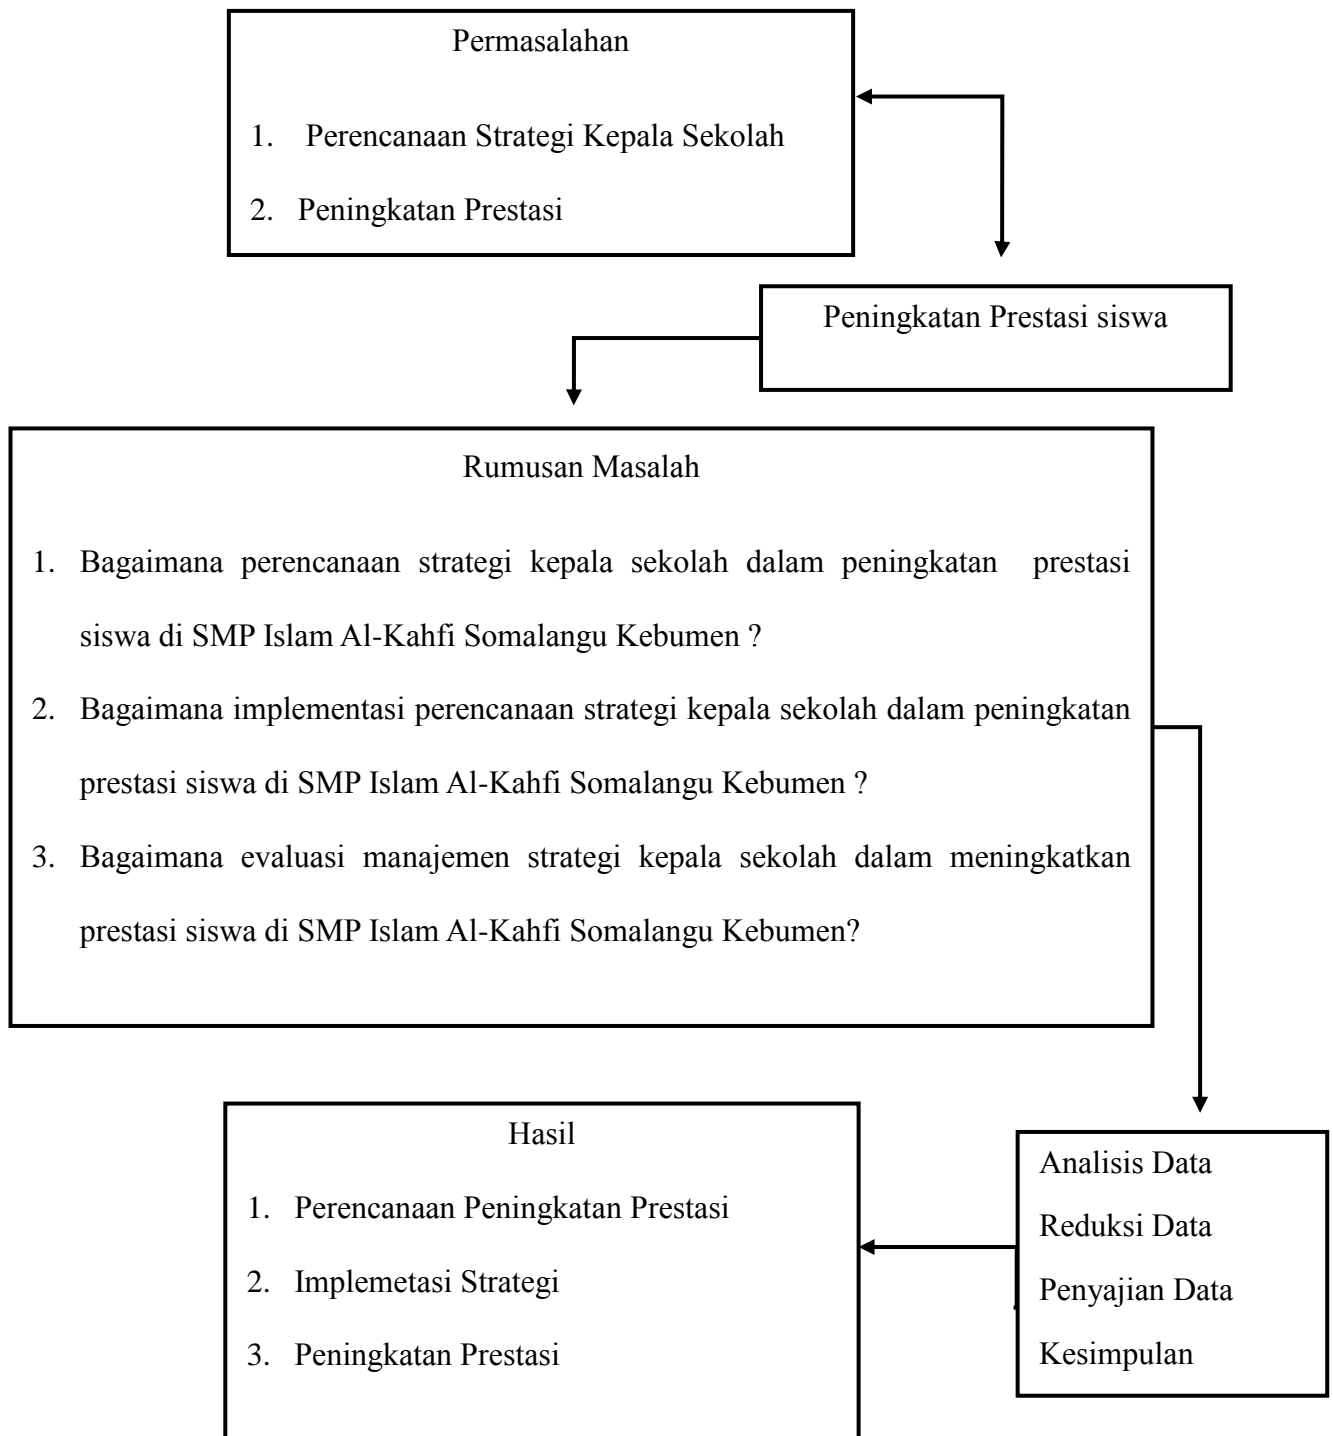 Permasalahan
1. Perencanaan Strategi Kepala Sekolah
2. Peningkatan Prestasi
Peningkatan Prestasi siswa
Rumusan Masalah
1. Bagaimana perencanaan strategi kepala sekolah dalam peningkatan prestasi
siswa di SMP Islam Al-Kahfi Somalangu Kebumen ?
2. Bagaimana implementasi perencanaan strategi kepala sekolah dalam peningkatan
prestasi siswa di SMP Islam Al-Kahfi Somalangu Kebumen ?
3. Bagaimana evaluasi manajemen strategi kepala sekolah dalam meningkatkan
prestasi siswa di SMP Islam Al-Kahfi Somalangu Kebumen?
Hasil
1. Perencanaan Peningkatan Prestasi
2. Implemetasi Strategi
3. Peningkatan Prestasi
Analisis Data
Reduksi Data
Penyajian Data
Kesimpulan